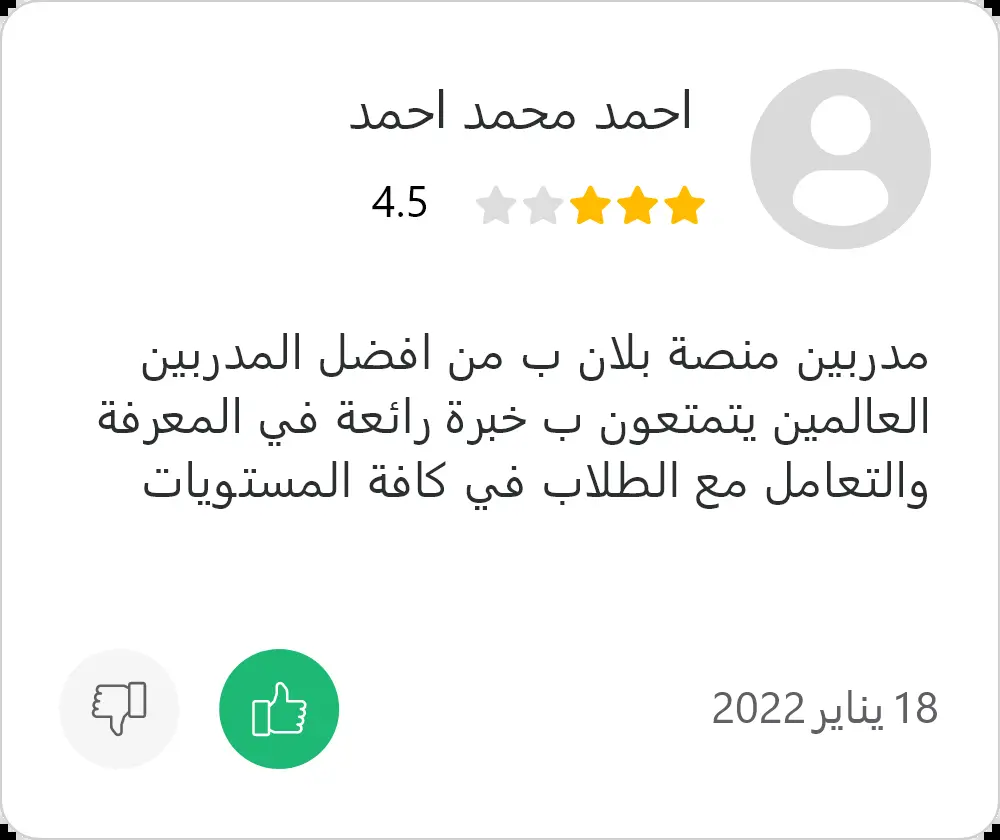 احمد محمد احمد
4.5
مدربين منصة بلان ب من افضل المدربين
العالمين يتمتعون ب خبرة رائعة في المعرفة
والتعامل مع الطلاب في كافة المستويات
18 يناير 2022